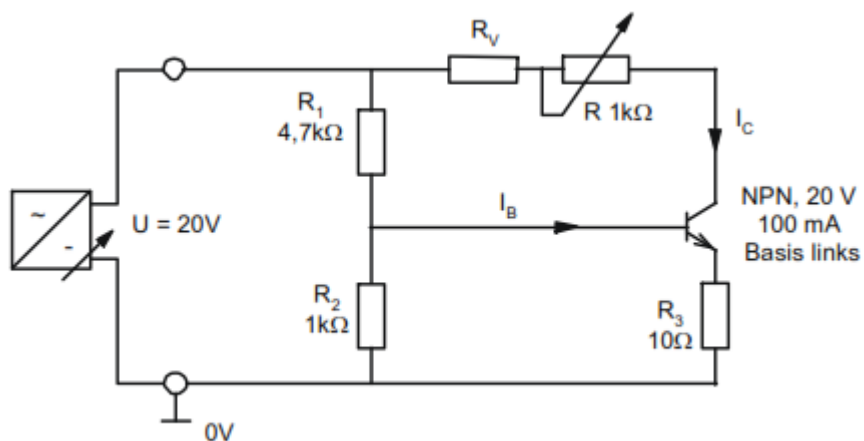 R_V
R 1kΩ
R_1
4,7kΩ
I_C
~
-
U = 20V
I_B
NPN, 20 V
100 mA
Basis links
R_2
1kΩ
R_3
10Ω
0V